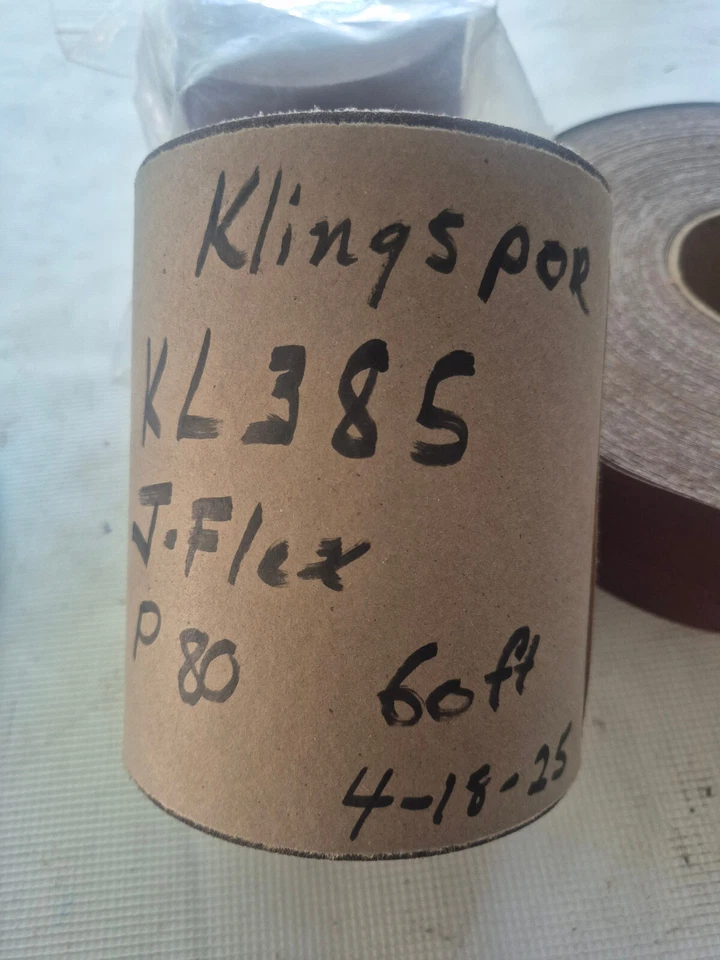 Klingspor
KL385
J-Flex
P 80 60ft
4-18-25